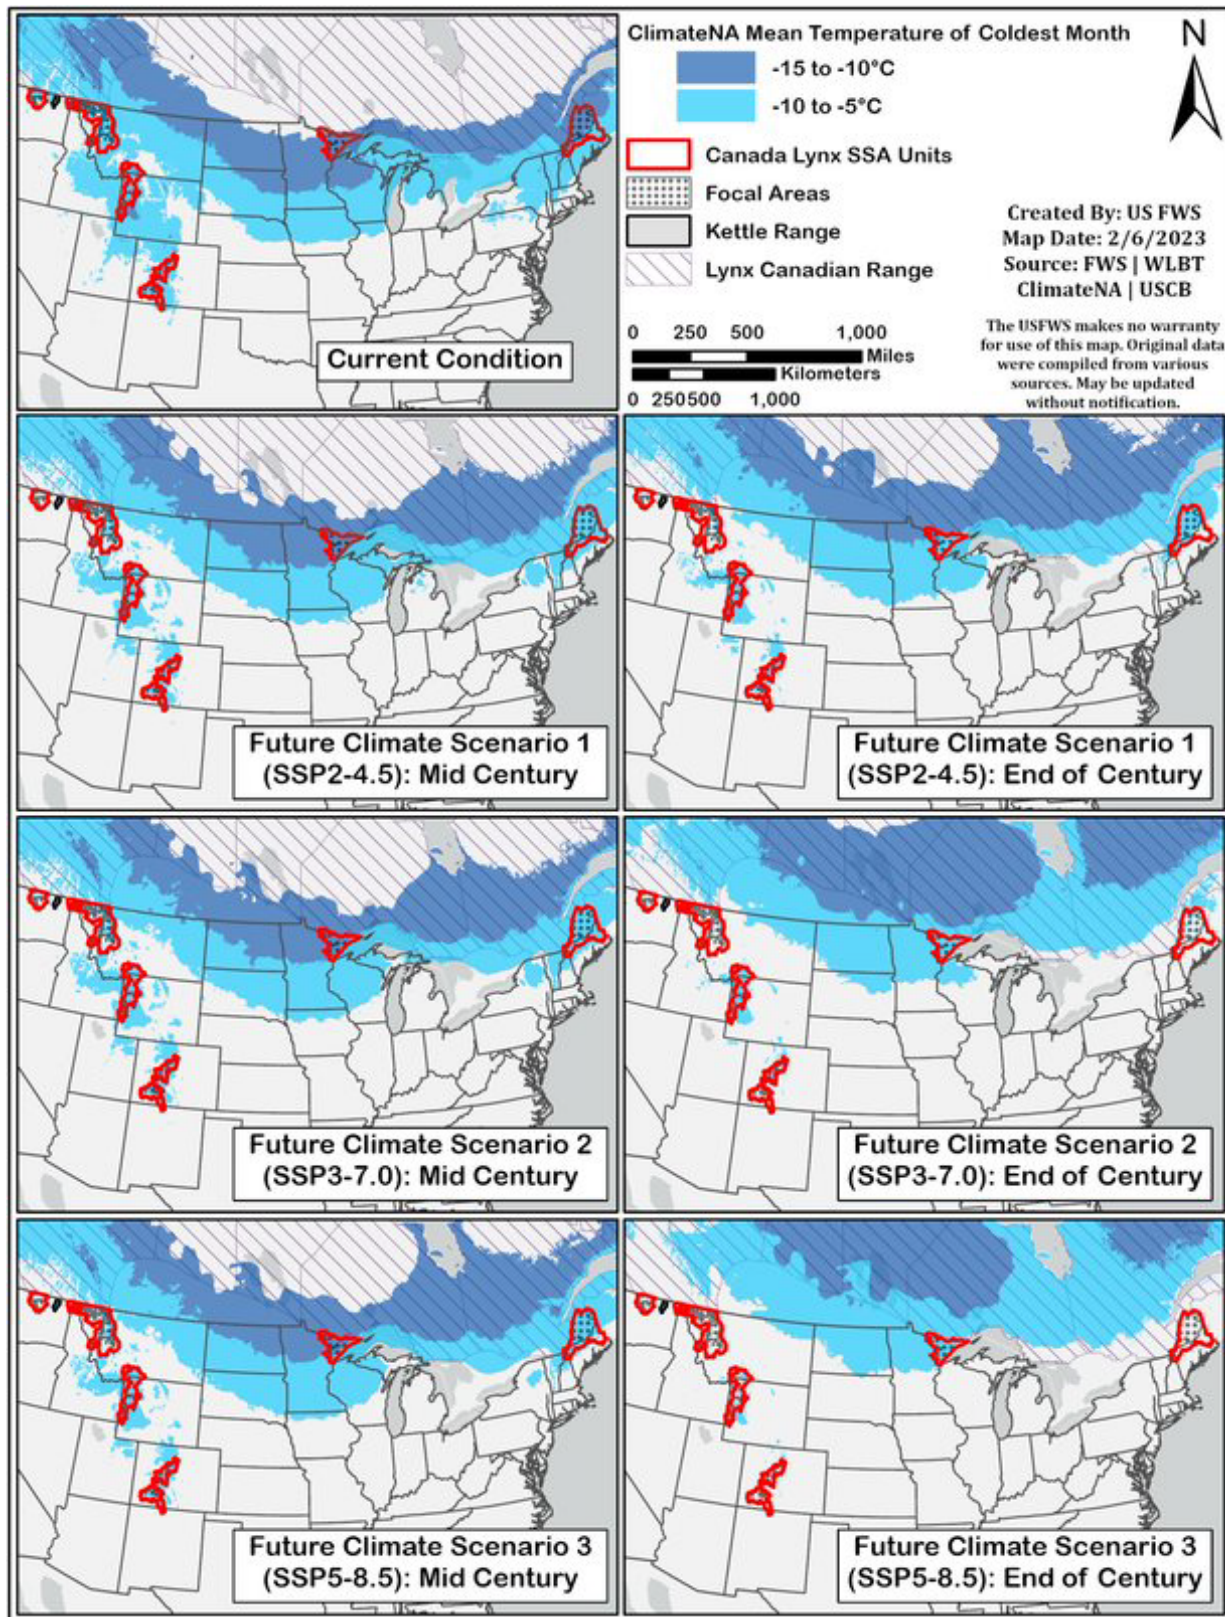 ClimateNA Mean Temperature of Coldest Month
-15 to -10°C
-10 to -5°C
Canada Lynx SSA Units
Focal Areas
Kettle Range
Lynx Canadian Range
N
Created By: US FWS
Map Date: 2/6/2023
Source: FWS | WLBT
ClimateNA | USCB
The USFWS makes no warranty
for use of this map. Original data
were compiled from various
sources. May be updated
without notification.
0 250 500 1,000
Miles
Kilometers
0 250 500 1,000
Current Condition
Future Climate Scenario 1
(SSP2-4.5): Mid Century
Future Climate Scenario 1
(SSP2-4.5): End of Century
Future Climate Scenario 2
(SSP3-7.0): Mid Century
Future Climate Scenario 2
(SSP3-7.0): End of Century
Future Climate Scenario 3
(SSP5-8.5): Mid Century
Future Climate Scenario 3
(SSP5-8.5): End of Century